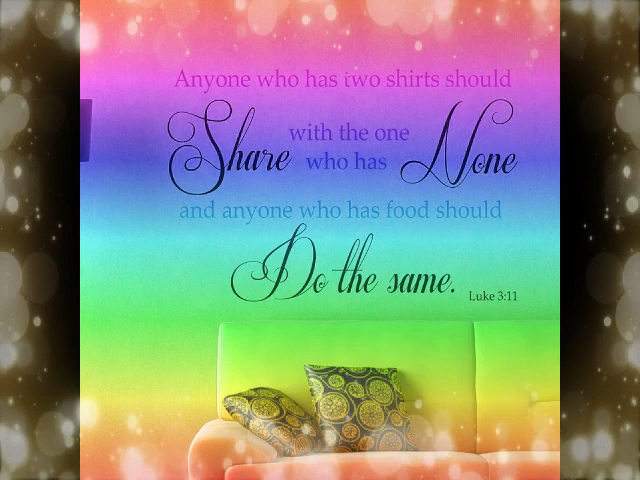 Anyone who has two shirts should
Share with the one who has None
and anyone who has food should
Do the same.
Luke 3:11